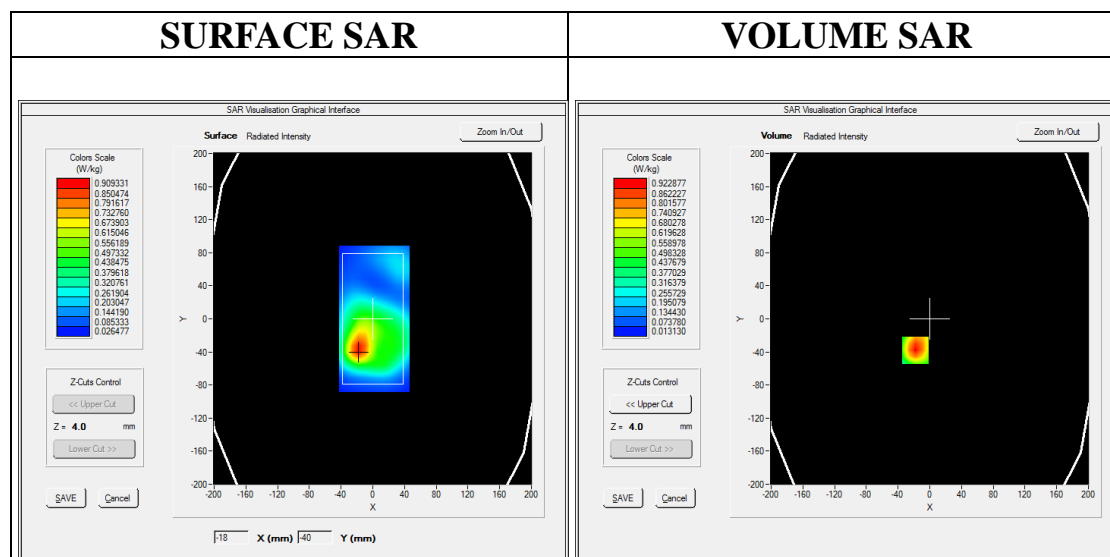 SURFACE SAR
SAR Visualisation Graphical Interface
Surface Radiated Intensity
Zoom In/Out
Colors Scale
(W/kg)
0.909331
0.850474
0.791617
0.732760
0.673903
0.615046
0.556189
0.497332
0.438475
0.379618
0.320761
0.261904
0.203047
0.144190
0.085333
0.026477
Z-Cuts Control
<< Upper Cut
Z = 4.0 mm
Lower Cut >>
SAVE Cancel
200
160
120
80
40
0
-40
-80
-120
-160
-200
Y
-200 -160 -120 -80 -40 0 40 80 120 160 200
X
-18 X (mm) -40 Y (mm)
VOLUME SAR
SAR Visualisation Graphical Interface
Volume Radiated Intensity
Zoom In/Out
Colors Scale
(W/kg)
0.922877
0.862227
0.801577
0.740927
0.680278
0.619628
0.558978
0.498328
0.437679
0.377029
0.316379
0.255729
0.195079
0.134430
0.073780
0.013130
Z-Cuts Control
<< Upper Cut
Z = 4.0 mm
Lower Cut >>
SAVE Cancel
200
160
120
80
40
0
-40
-80
-120
-160
-200
Y
-200 -160 -120 -80 -40 0 40 80 120 160 200
X